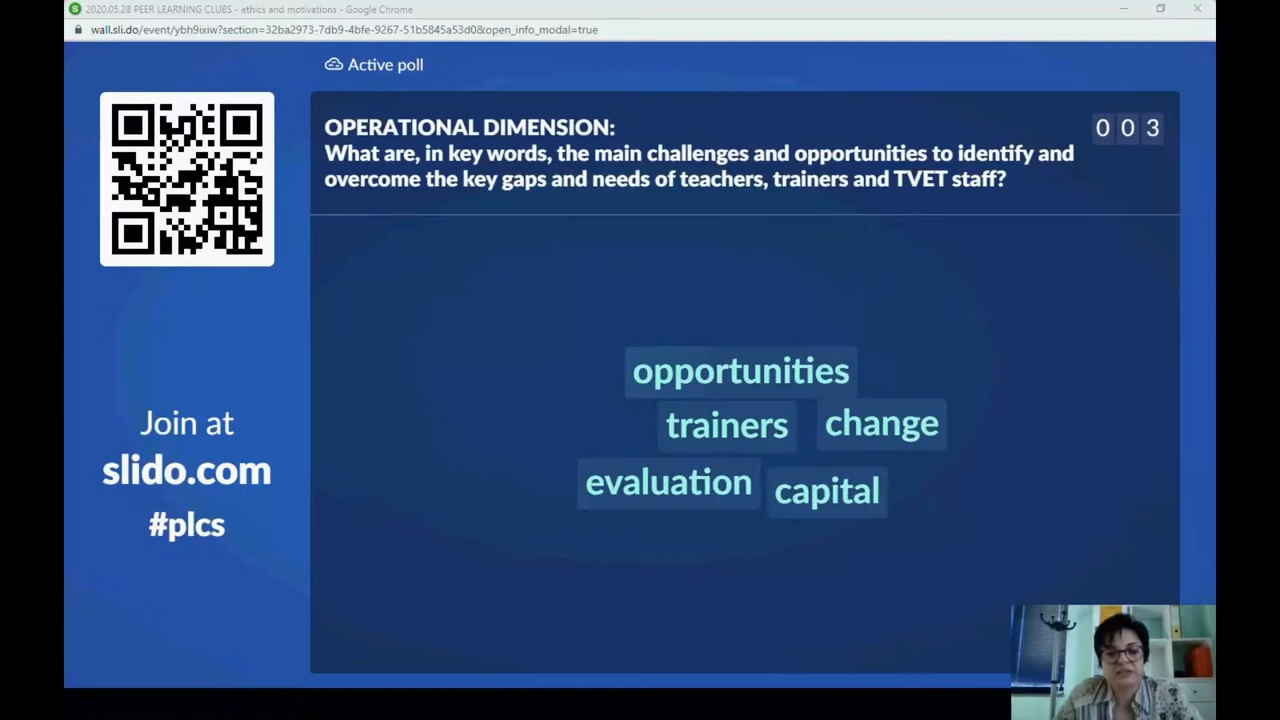 2020.05.28 PEER LEARNING CLUBS - ethics and motivations - Google Chrome
wall.sli.do/event/ybh9ixiw?section=32ba2973-7db9-4bfe-9267-51b5845a53d0&open_info_modal=true
Active poll
OPERATIONAL DIMENSION:
003
What are, in key words, the main challenges and opportunities to identify and
overcome the key gaps and needs of teachers, trainers and TVET staff?
opportunities
trainers change
evaluation capital
Join at
slido.com
#plcs